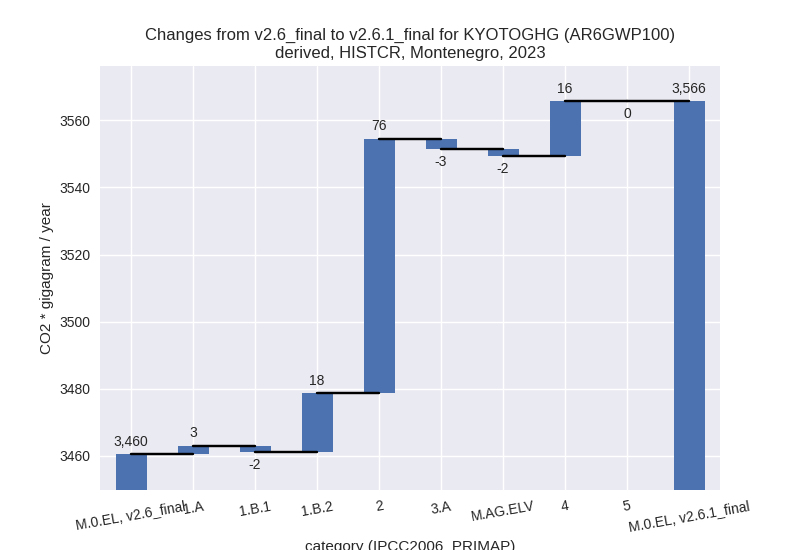 Changes from v2.6_final to v2.6.1_final for KYOTOGHG (AR6GWP100)
derived, HISTCR, Montenegro, 2023
CO2 * gigagram / year
3560
3540
3520
3500
3480
3460
3,460
3
-2
18
76
-3
-2
16
0
3,566
M.0.EL, v2.6_final
1.A
1.B.1
1.B.2
2
3.A
M.AG.ELV
4
5
M.0.EL, v2.6.1_final
category (IPCC2006_PRIMAP)